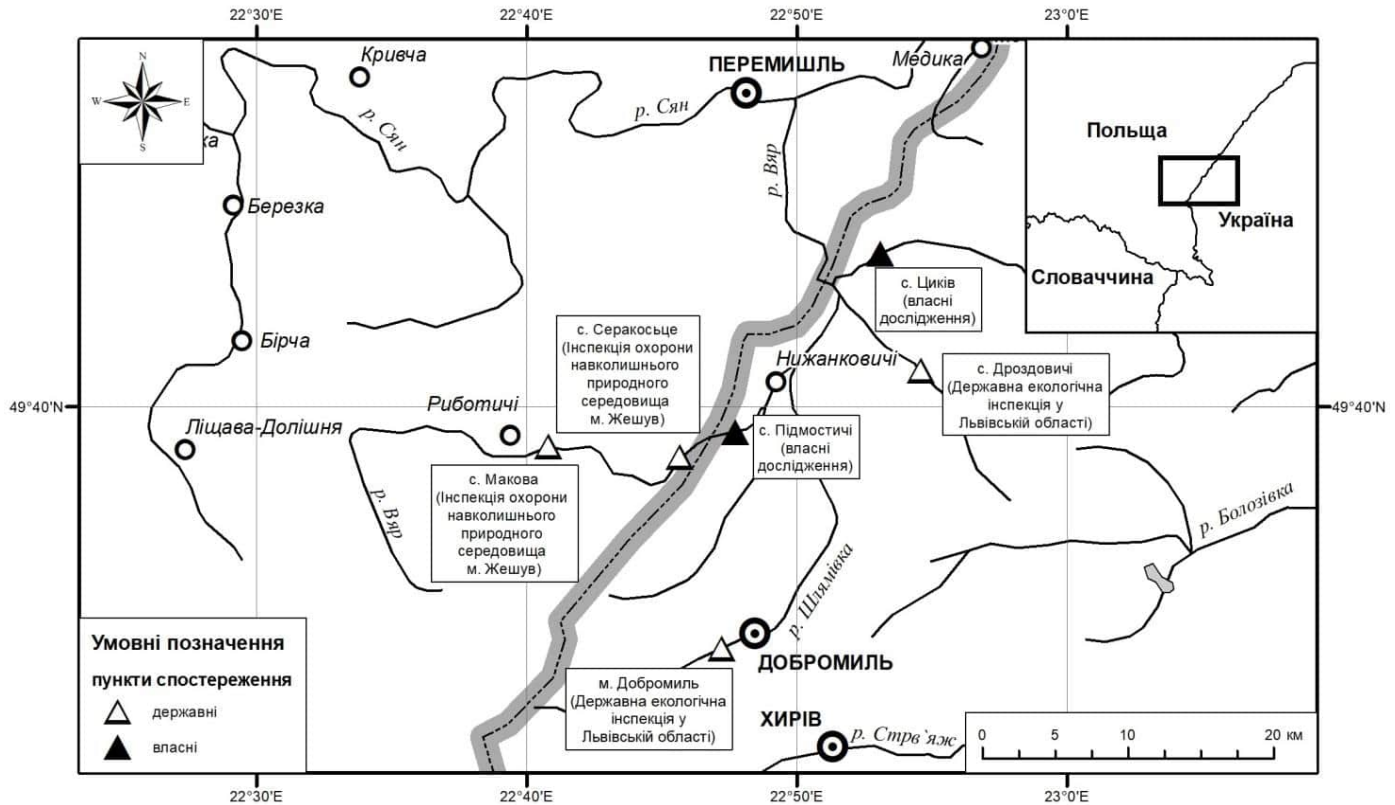 22°30'E
22°40'E
22°50'E
23°0'E
N
W
E
S
Кривча
ПЕРЕМИШЛЬ
Медика
р. Сян
р. Сян
р. Вяр
Польща
Україна
Словаччина
Березка
с. Циків
(власні
дослідження)
Бірча
с. Серакосьце
(Інспекція охорони
навколишнього
природного
середовища
м. Жешув)
Нижанковичі
с. Дроздовичі
(Державна екологічна
інспекція у
Львівській області)
49°40'
49°40'N
Риботичі
Ліщава-Долішня
с. Підмостичі
(власні
дослідження)
с. Макова
(Інспекція охорони
навколишнього
природного
середовища
м. Жешув)
р. Вяр
р. Болозівка
р. Шлямівка
ДОБРОМИЛЬ
м. Добромиль
(Державна екологічна
інспекція у
Львівській області)
ХИРІВ
р. Стрв`яж
Умовні позначення
пункти спостереження
державні
власні
0 5 10 20 км
22°30'E
22°40'E
22°50'E
23°0'E